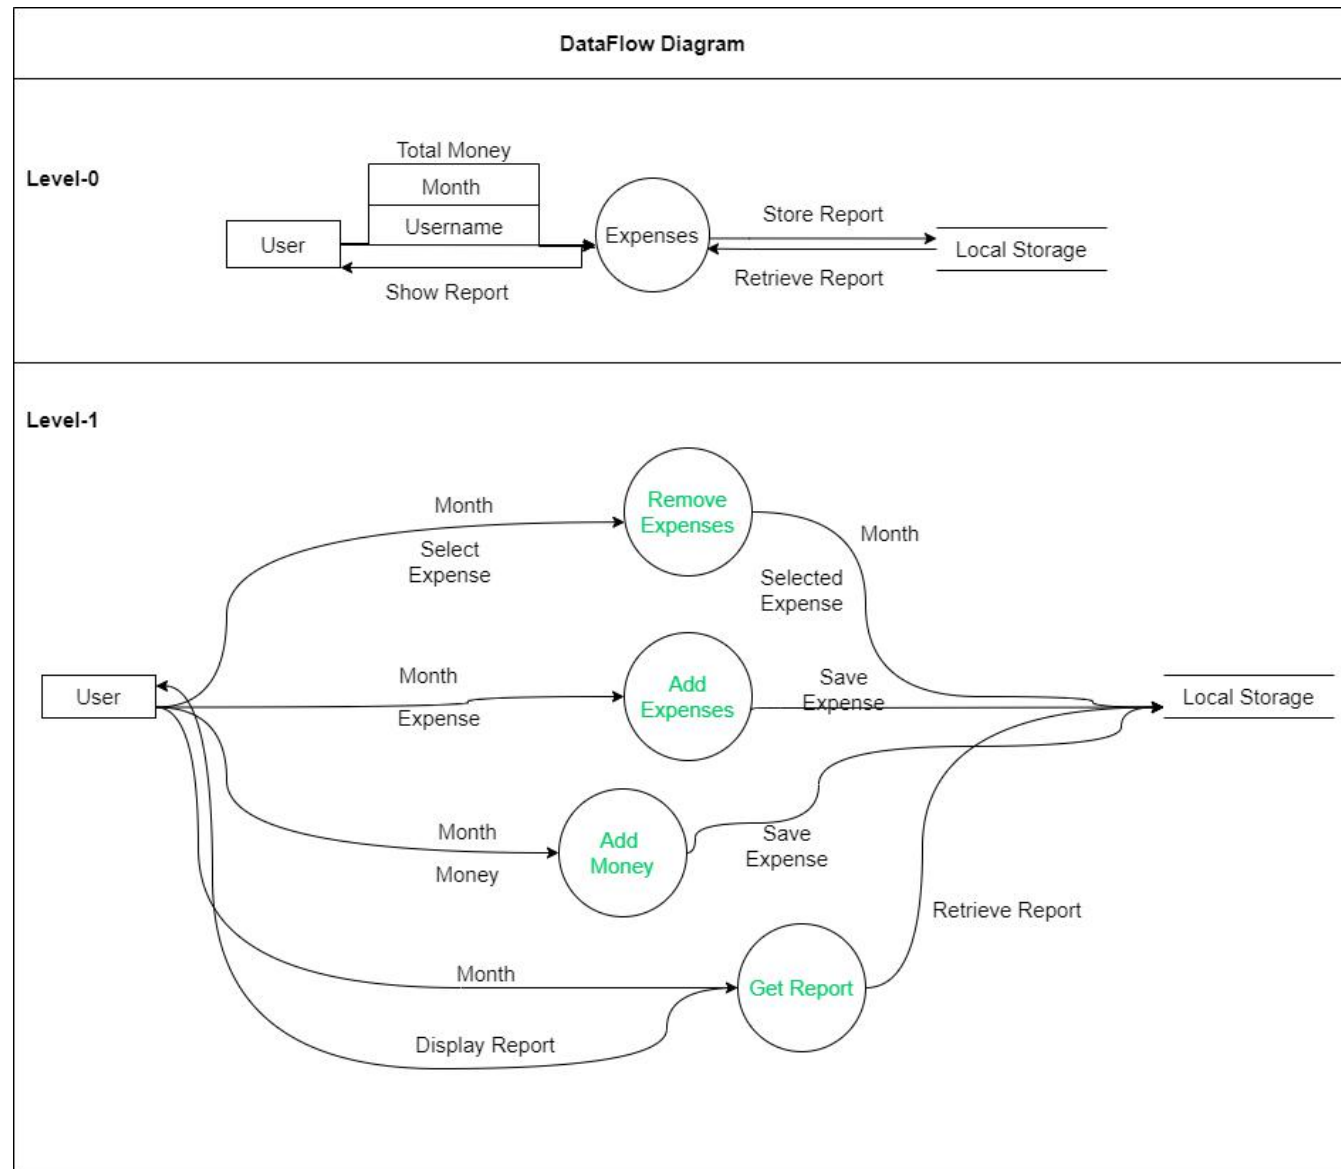 DataFlow Diagram
Level-0
Total Money
Month
Username
User
Show Report
Expenses
Store Report
Retrieve Report
Local Storage
Level-1
Month
Select
Expense
Remove
Expenses
Month
Selected
Expense
User
Month
Expense
Add
Expenses
Save
Expense
Local Storage
Month
Money
Add
Money
Save
Expense
Retrieve Report
Month
Get Report
Display Report